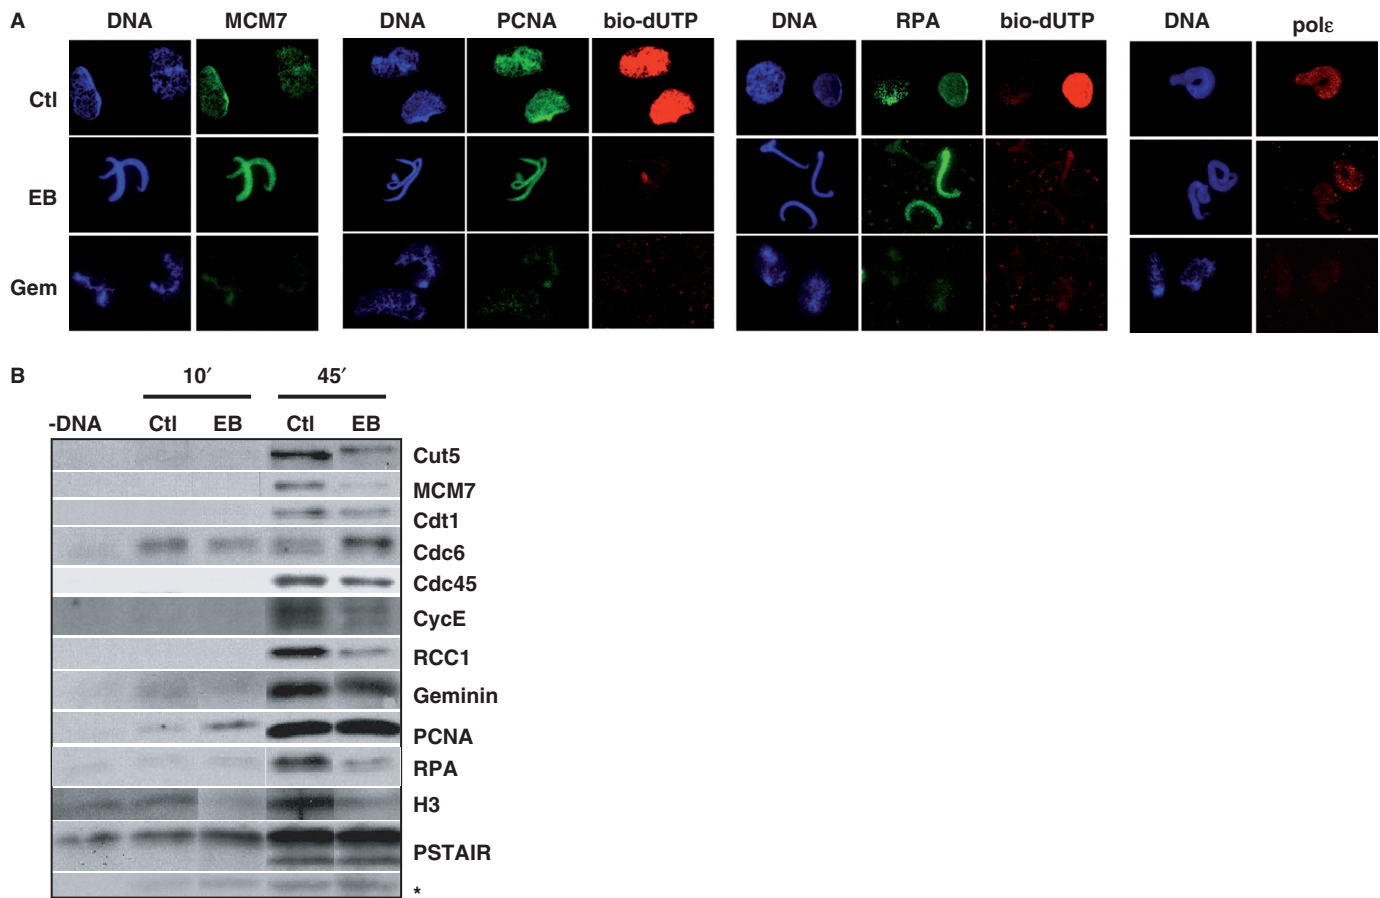 A DNA MCM7 DNA PCNA bio-dUTP DNA RPA bio-dUTP DNA polε
Ctl
EB
Gem
B 10′ 45′
-DNA Ctl EB Ctl EB
Cut5
MCM7
Cdt1
Cdc6
Cdc45
CycE
RCC1
Geminin
PCNA
RPA
H3
PSTAIR
*